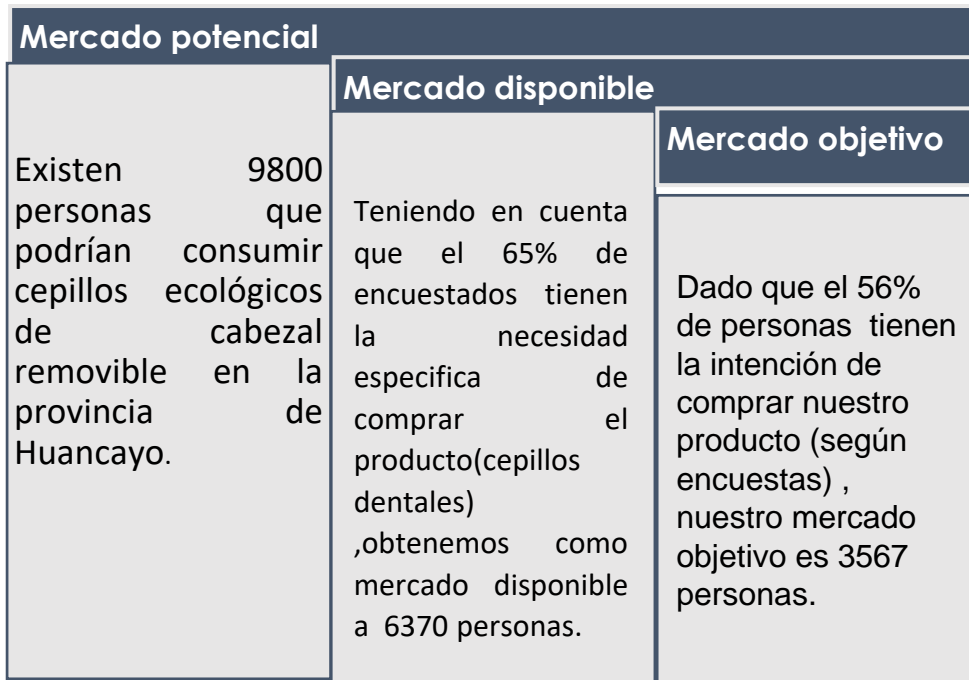 Mercado potencial
Existen 9800
personas que
podrían consumir
cepillos ecológicos
de cabezal
removible en la
provincia de
Huancayo.
Mercado disponible
Teniendo en cuenta
que el 65% de
encuestados tienen
la necesidad
especifica de
comprar el
producto(cepillos
dentales)
,obtenemos como
mercado disponible
a 6370 personas.
Mercado objetivo
Dado que el 56%
de personas tienen
la intención de
comprar nuestro
producto (según
encuestas) ,
nuestro mercado
objetivo es 3567
personas.